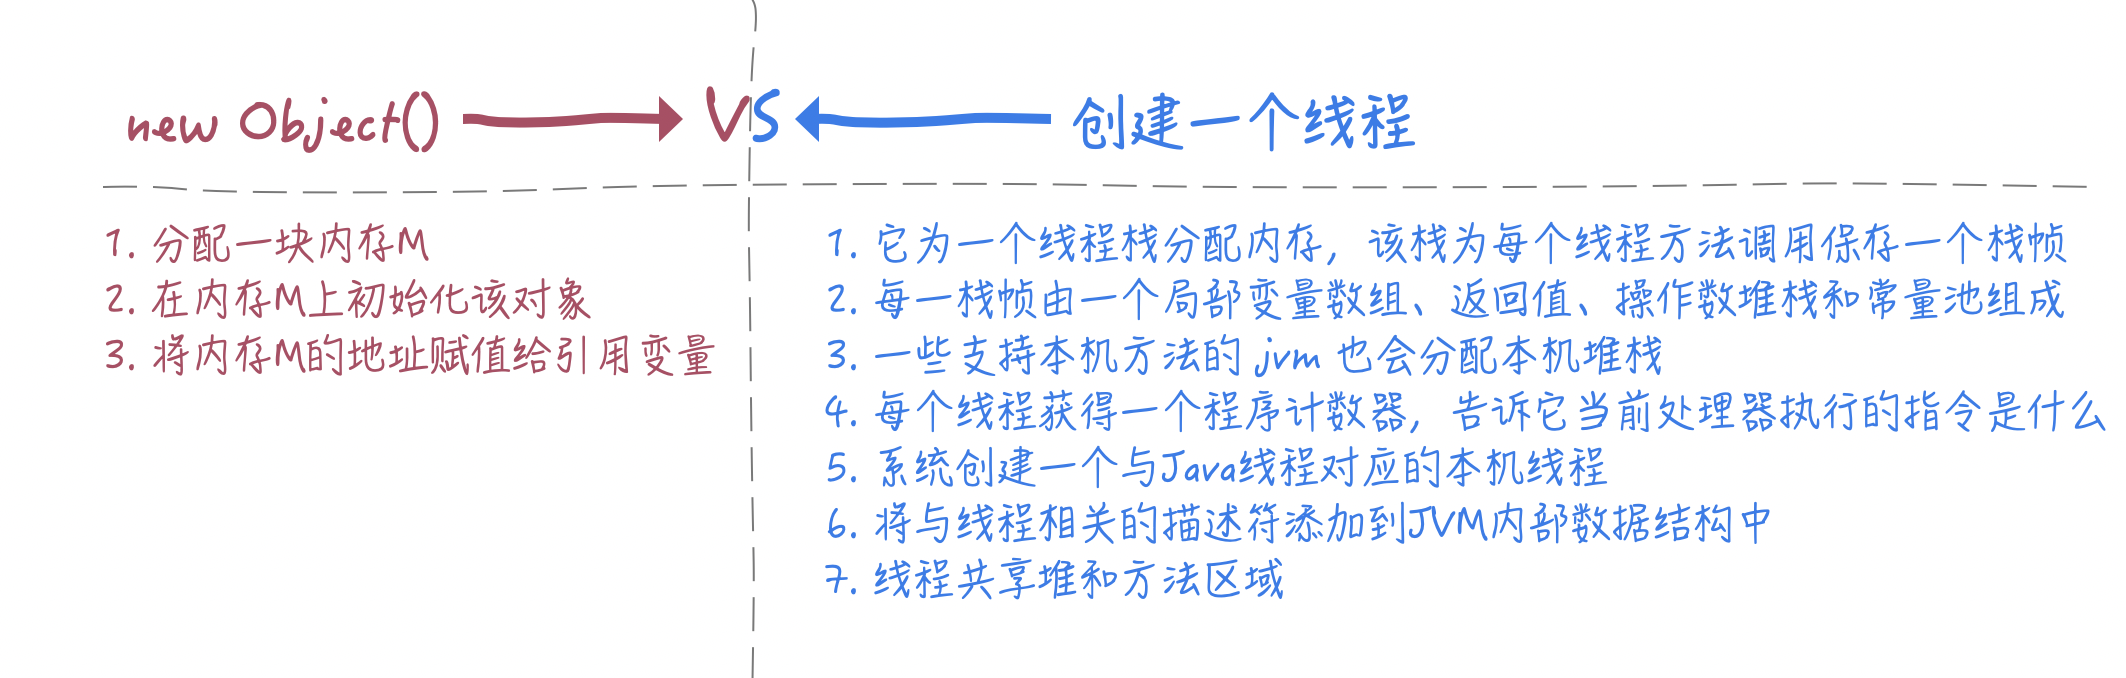 new Object() VS 创建一个线程
1. 分配一块内存M
2. 在内存M上初始化该对象
3. 将内存M的地址赋值给引用变量
1. 它为一个线程栈分配内存，该栈为每个线程方法调用保存一个栈帧
2. 每一栈帧由一个局部变量数组、返回值、操作数堆栈和常量池组成
3. 一些支持本机方法的 jvm 也会分配本机堆栈
4. 每个线程获得一个程序计数器，告诉它当前处理器执行的指令是什么
5. 系统创建一个与Java线程对应的本机线程
6. 将与线程相关的描述符添加到JVM内部数据结构中
7. 线程共享堆和方法区域